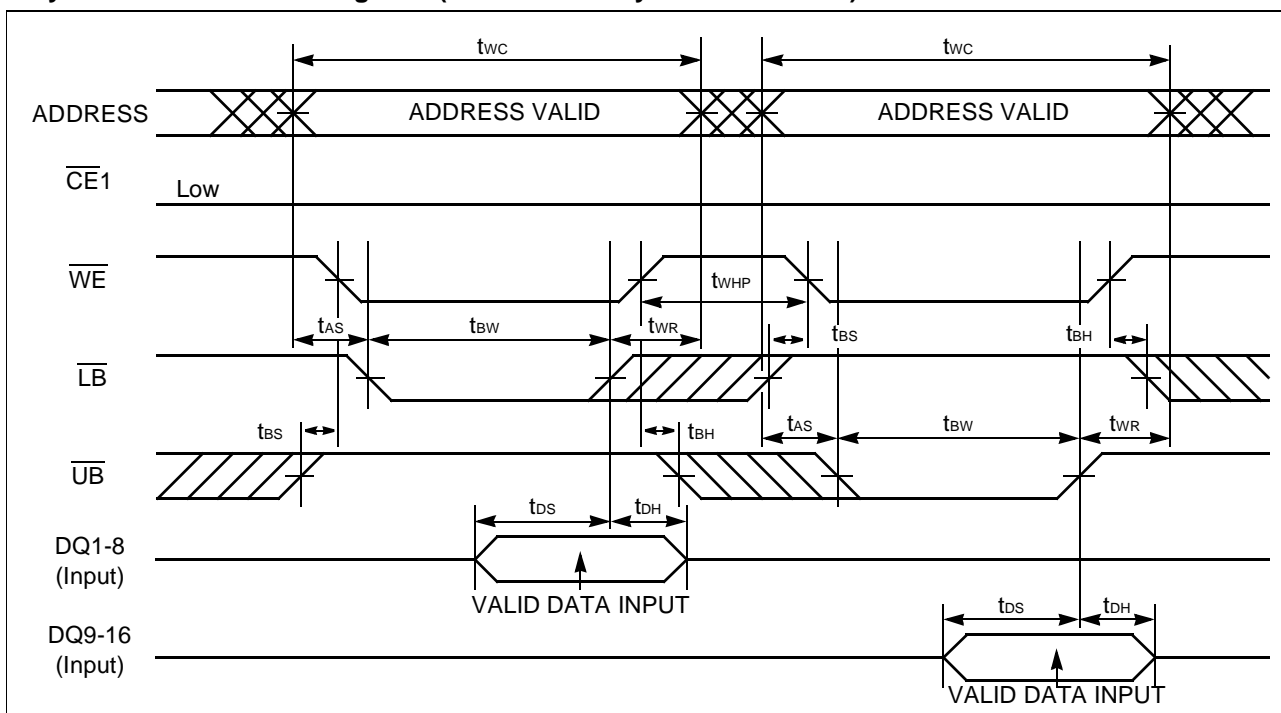 tWC tWC
ADDRESS ADDRESS VALID ADDRESS VALID
CE1 Low
WE
tWHP
tAS tBW tWR tBS tBH
LB
tBS tBH tAS tBW tWR
UB
tDS tDH
DQ1-8
(Input)
VALID DATA INPUT
tDS tDH
DQ9-16
(Input)
VALID DATA INPUT